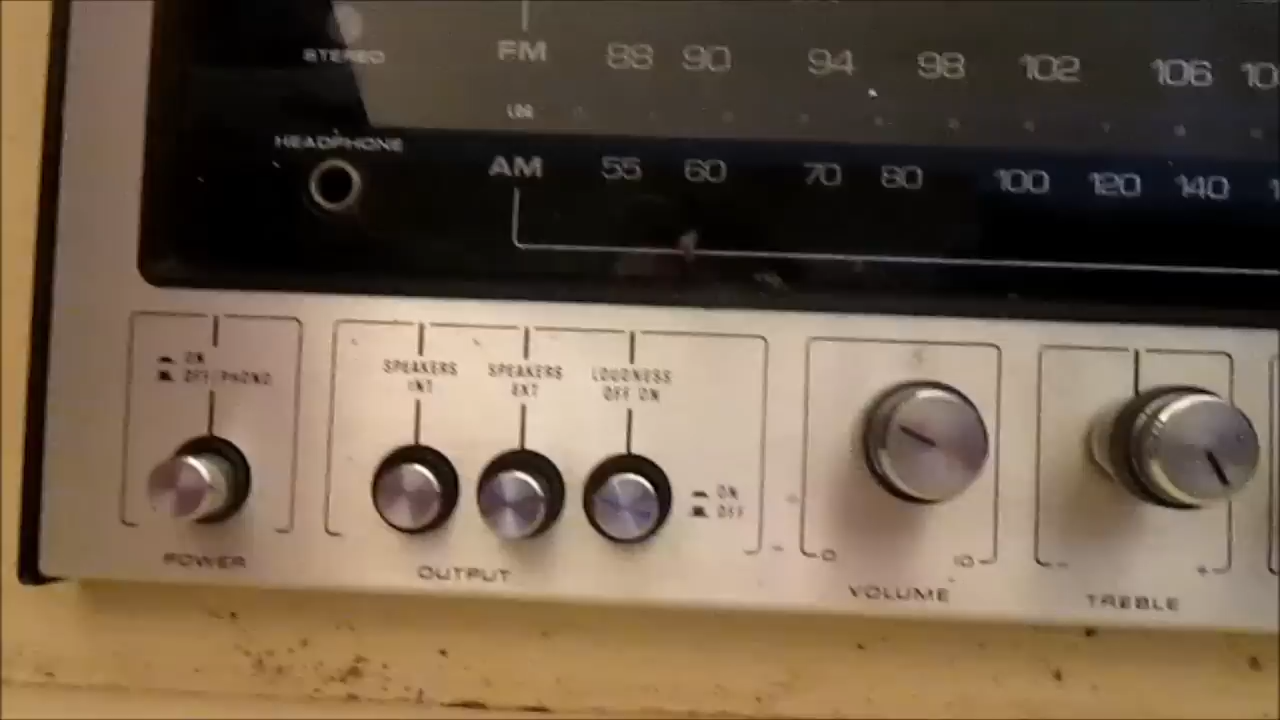 STEREO
FM 88 90 94 98 102 106
LOG
HEADPHONE
AM 55 60 70 80 100 120 140
ON
OFF/PHONO
SPEAKERS
INT
SPEAKERS
EXT
LOUDNESS
OFF ON
ON
OFF
- 0 10
- +
POWER
OUTPUT
VOLUME
TREBLE